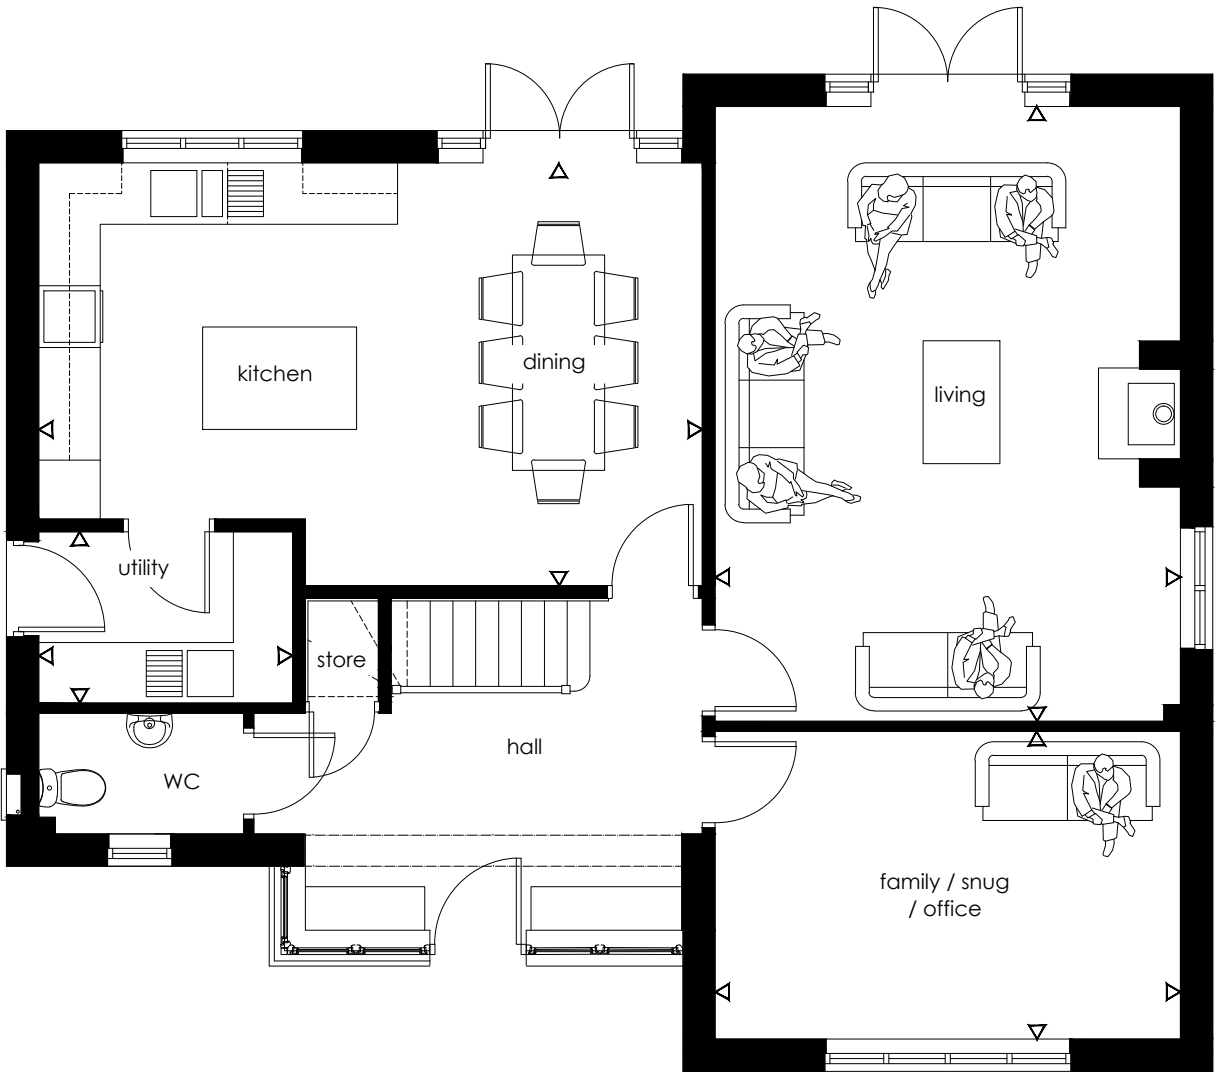 kitchen
dining
living
utility
store
hall
WC
family / snug
/ office